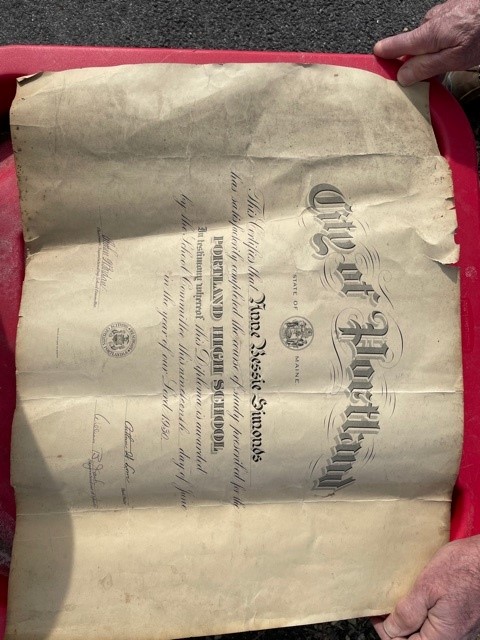 City of Portland
STATE OF MAINE
This Certifies that Anne Bessie Simonds
has satisfactorily completed the course of study prescribed for the
PORTLAND HIGH SCHOOL
In testimony whereof this Diploma is awarded
by the School Committee this nineteenth day of June
in the year of our Lord 1930.